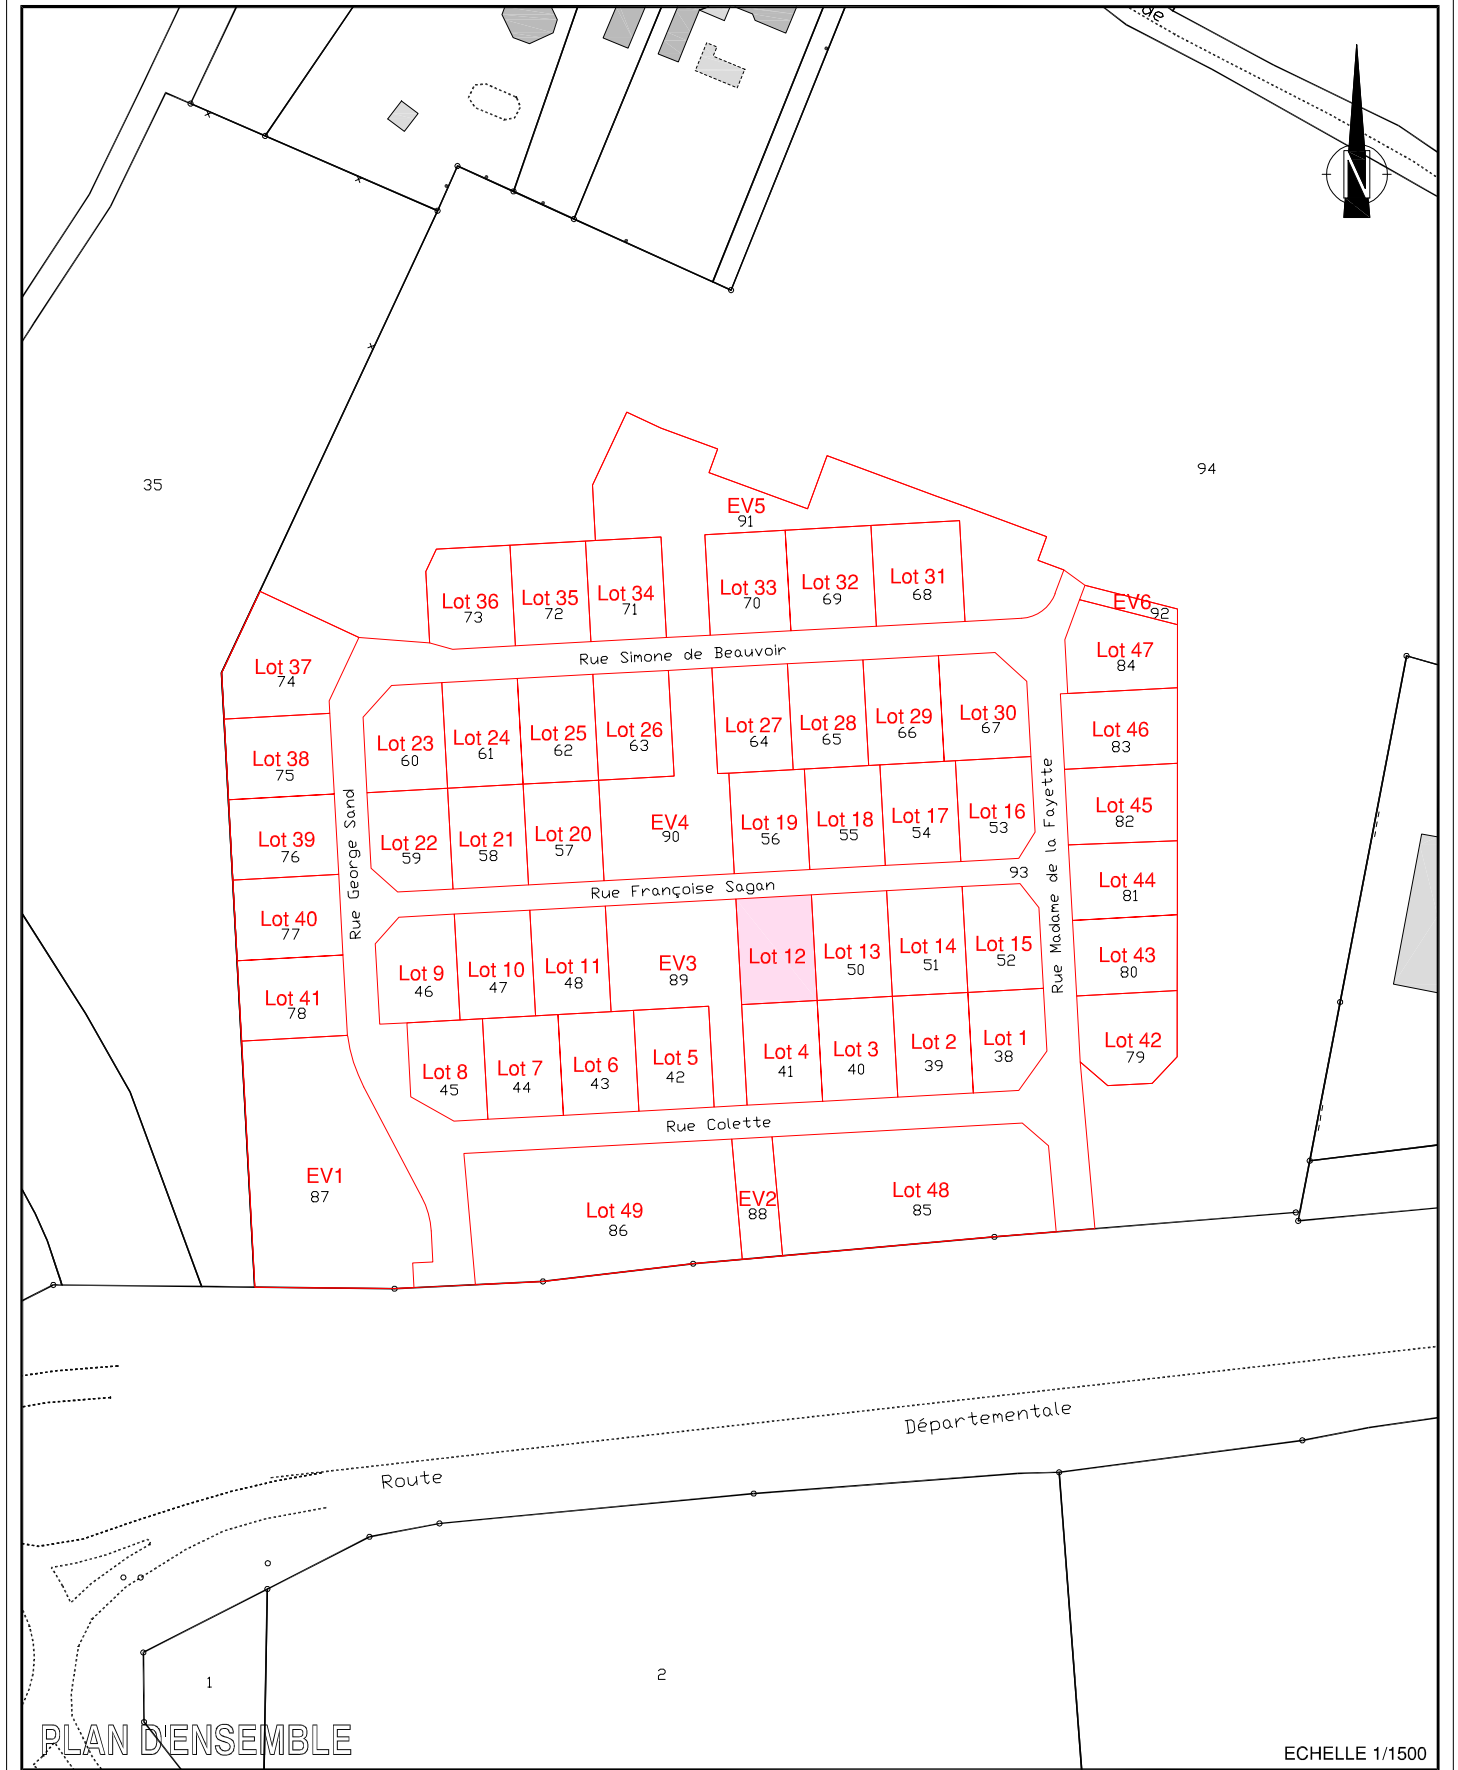 de
N
94
35
EV5
91
Lot 36
73
Lot 35
72
Lot 34
71
Lot 33
70
Lot 32
69
Lot 31
68
EV6
92
Lot 37
74
Rue Simone de Beauvoir
Lot 47
84
Lot 23
60
Lot 24
61
Lot 25
62
Lot 26
63
Lot 27
64
Lot 28
65
Lot 29
66
Lot 30
67
Lot 46
83
Lot 38
75
Rue George Sand
Rue Madame de la Fayette
Lot 39
76
Lot 22
59
Lot 21
58
Lot 20
57
EV4
90
Lot 19
56
Lot 18
55
Lot 17
54
Lot 16
53
Lot 45
82
Rue Françoise Sagan
93
Lot 44
81
Lot 40
77
Lot 9
46
Lot 10
47
Lot 11
48
EV3
89
Lot 12
Lot 13
50
Lot 14
51
Lot 15
52
Lot 43
80
Lot 41
78
Lot 8
45
Lot 7
44
Lot 6
43
Lot 5
42
Lot 4
41
Lot 3
40
Lot 2
39
Lot 1
38
Lot 42
79
Rue Colette
EV1
87
Lot 49
86
EV2
88
Lot 48
85
Route Départementale
1
2
PLAN D'ENSEMBLE
ECHELLE 1/1500